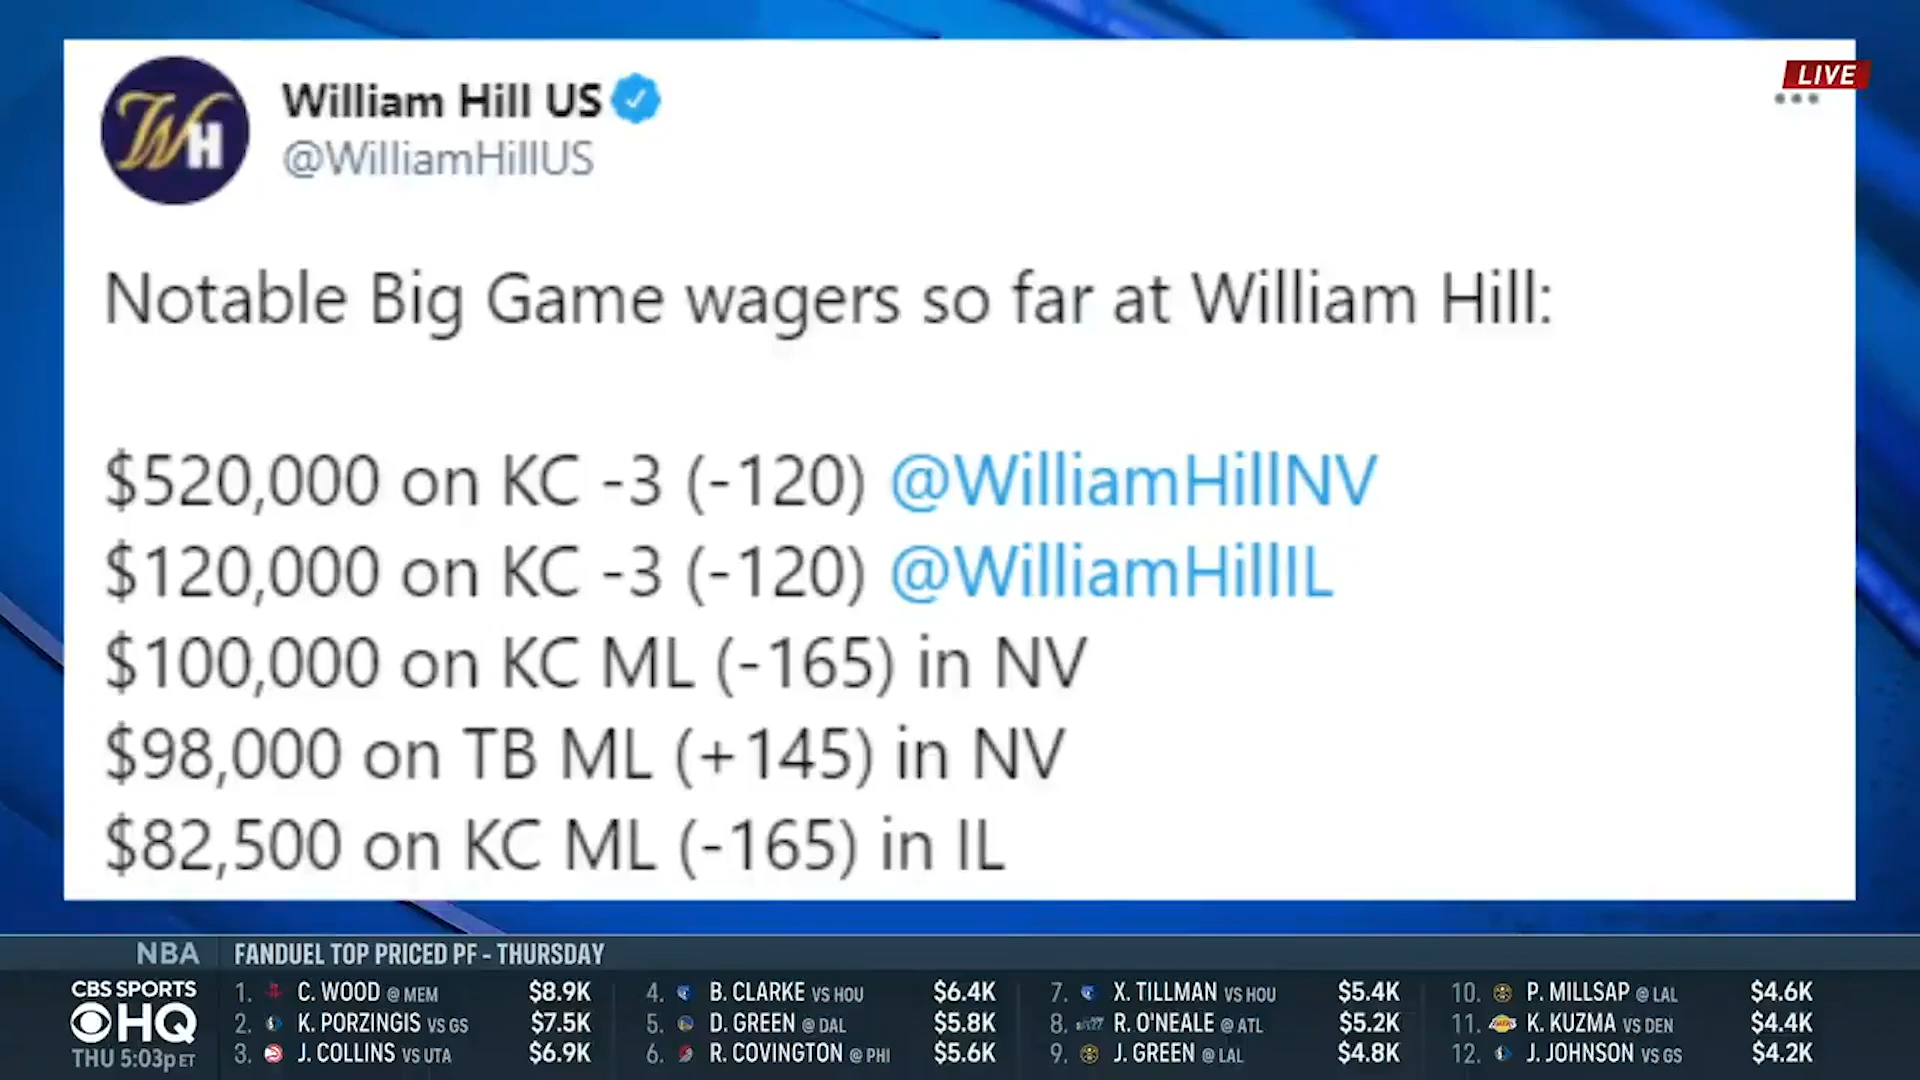 LIVE
WH
William Hill US
@WilliamHillUS
Notable Big Game wagers so far at William Hill:
$520,000 on KC -3 (-120) @WilliamHillNV
$120,000 on KC -3 (-120) @WilliamHillIL
$100,000 on KC ML (-165) in NV
$98,000 on TB ML (+145) in NV
$82,500 on KC ML (-165) in IL
NBA FANDUEL TOP PRICED PF - THURSDAY
CBS SPORTS
HQ
THU 5:03p ET
1. C. WOOD @ MEM $8.9K
2. K. PORZINGIS VS GS $7.5K
3. J. COLLINS VS UTA $6.9K
4. B. CLARKE VS HOU $6.4K
5. D. GREEN @ DAL $5.8K
6. R. COVINGTON @ PHI $5.6K
7. X. TILLMAN VS HOU $5.4K
8. R. O'NEALE @ ATL $5.2K
9. J. GREEN @ LAL $4.8K
10. P. MILLSAP @ LAL $4.6K
11. K. KUZMA VS DEN $4.4K
12. J. JOHNSON VS GS $4.2K